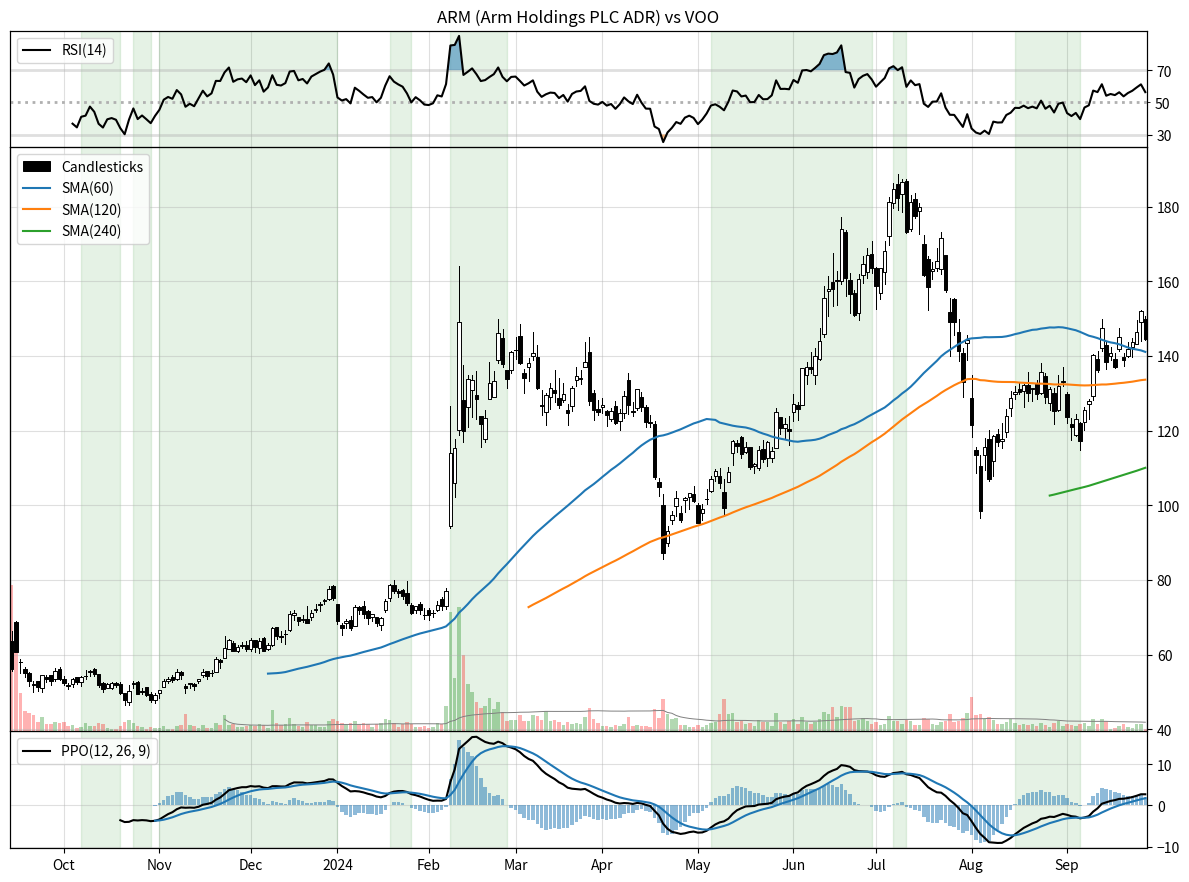 ARM (Arm Holdings PLC ADR) vs VOO
RSI(14)
70
50
30
Candlesticks
SMA(60)
SMA(120)
SMA(240)
180
160
140
120
100
80
60
40
PPO(12, 26, 9)
10
0
−10
Oct Nov Dec 2024 Feb Mar Apr May Jun Jul Aug Sep